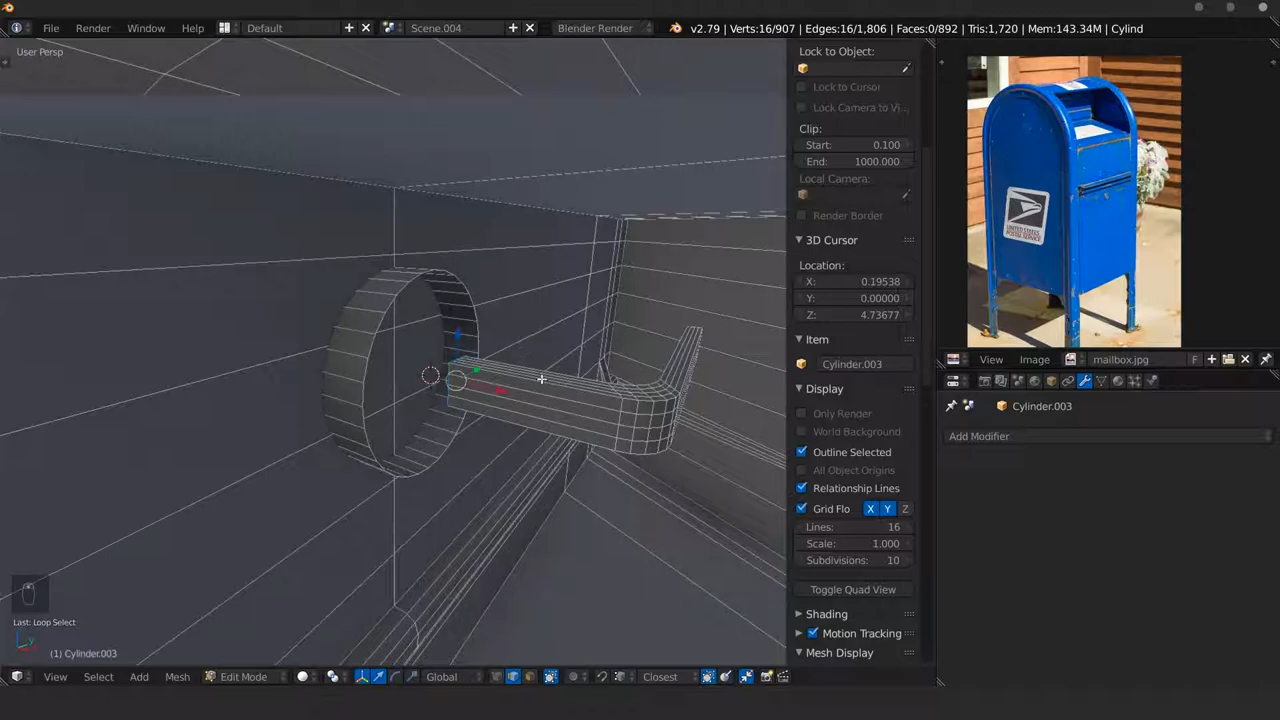 File Render Window Help Default Scene.004 Blender Render v2.79 | Verts:16/907 | Edges:16/1,806 | Faces:0/892 | Tris:1,720 | Mem:143.34M | Cylind
User Persp
Lock to Object:
Lock to Cursor
Lock Camera to Vi...
Clip:
Start: 0.100
End: 1000.000
Local Camera:
Render Border
3D Cursor
Location:
X: 0.19538
Y: 0.00000
Z: 4.73677
Item
Cylinder.003
Display
Only Render
World Background
Outline Selected
All Object Origins
Relationship Lines
Grid Flo X Y Z
Lines: 16
Scale: 1.000
Subdivisions: 10
Toggle Quad View
Shading
Motion Tracking
Mesh Display
UNITED STATES
POSTAL SERVICE
View Image mailbox.jpg F
Cylinder.003
Add Modifier
Last: Loop Select
(1) Cylinder.003
View Select Add Mesh Edit Mode Global Closest